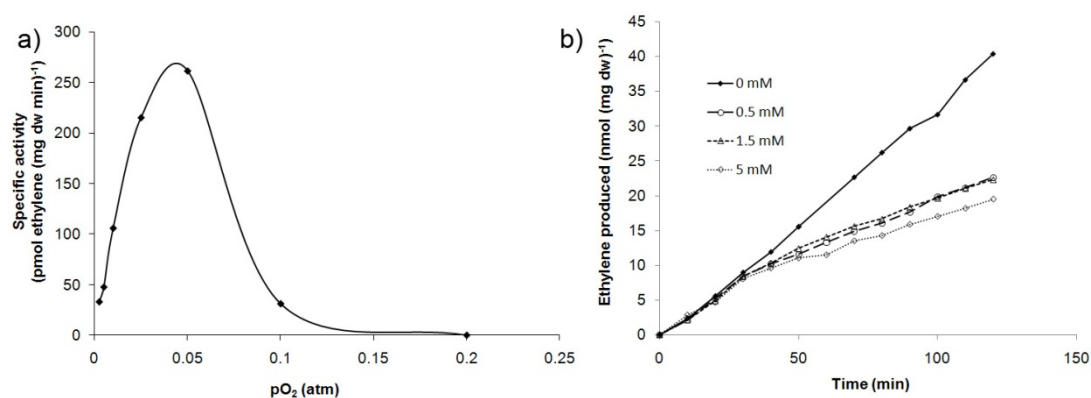 a)
Specific activity
(pmol ethylene (mg dw min)-1)
300
250
200
150
100
50
0
0
0.05
0.1
0.15
0.2
0.25
pO2 (atm)
b)
Ethylene produced (nmol (mg dw)-1)
45
40
35
30
25
20
15
10
5
0
0 mM
0.5 mM
1.5 mM
5 mM
0
50
100
150
Time (min)